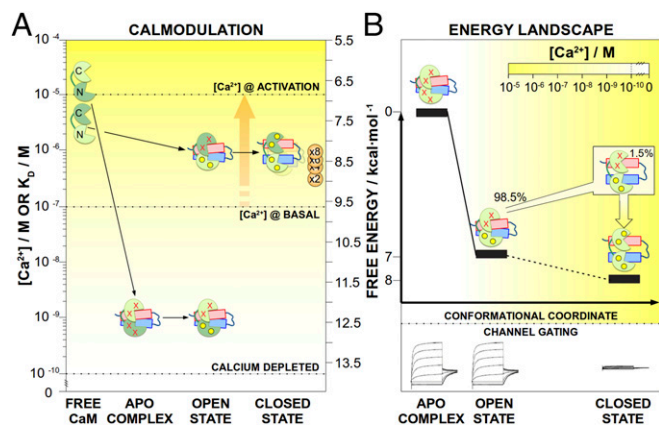 A
CALMODULATION
[Ca²⁺] / M OR K_D / M
10⁻⁴
10⁻⁵
10⁻⁶
10⁻⁷
10⁻⁸
10⁻⁹
10⁻¹⁰
0
5.5
6.5
7.5
8.5
9.5
10.5
11.5
12.5
13.5
[Ca²⁺] @ ACTIVATION
C
N
C
N
X
X
X
X
x8
x2
[Ca²⁺] @ BASAL
X
X
X
X
X
X
CALCIUM DEPLETED
FREE CaM
APO COMPLEX
OPEN STATE
CLOSED STATE
B
ENERGY LANDSCAPE
[Ca²⁺] / M
10⁻⁵ 10⁻⁶ 10⁻⁷ 10⁻⁸ 10⁻⁹ 10⁻¹⁰ 0
FREE ENERGY / kcal·mol⁻¹
0
7
8
X
X
X
X
1.5%
98.5%
X
X
X
X
CONFORMATIONAL COORDINATE
CHANNEL GATING
APO COMPLEX
OPEN STATE
CLOSED STATE